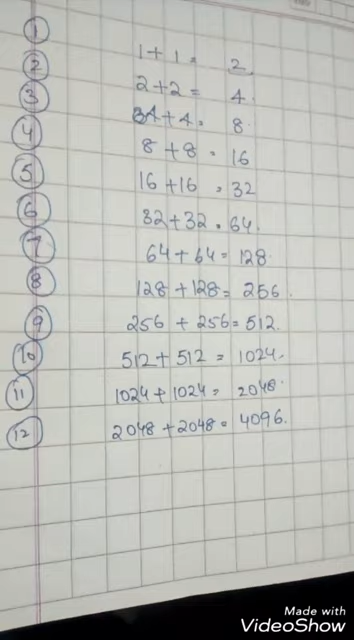 ① 1 + 1 = 2
② 2 + 2 = 4.
③ 4 + 4 = 8.
④ 8 + 8 = 16
⑤ 16 + 16 = 32
⑥ 32 + 32 = 64.
⑦ 64 + 64 = 128.
⑧ 128 + 128 = 256.
⑨ 256 + 256 = 512.
⑩ 512 + 512 = 1024.
⑪ 1024 + 1024 = 2048.
⑫ 2048 + 2048 = 4096.
Made with
VideoShow